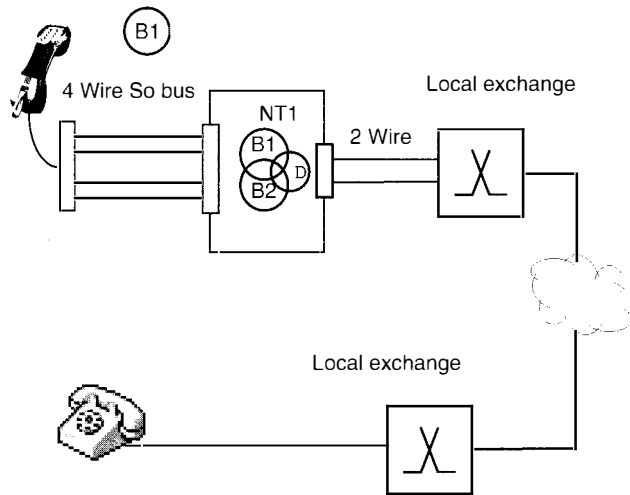 B1
4 Wire So bus
Local exchange
NT1
2 Wire
B1
D
B2
Local exchange